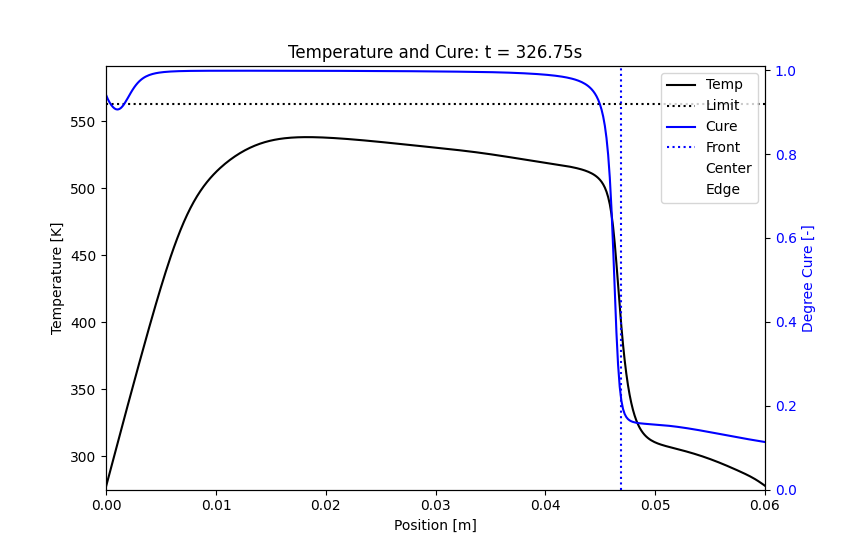 Temperature and Cure: t = 326.75s
Temp
Limit
Cure
Front
Center
Edge
Temperature [K]
550
500
450
400
350
300
Degree Cure [-]
1.0
0.8
0.6
0.4
0.2
0.0
0.00 0.01 0.02 0.03 0.04 0.05 0.06
Position [m]